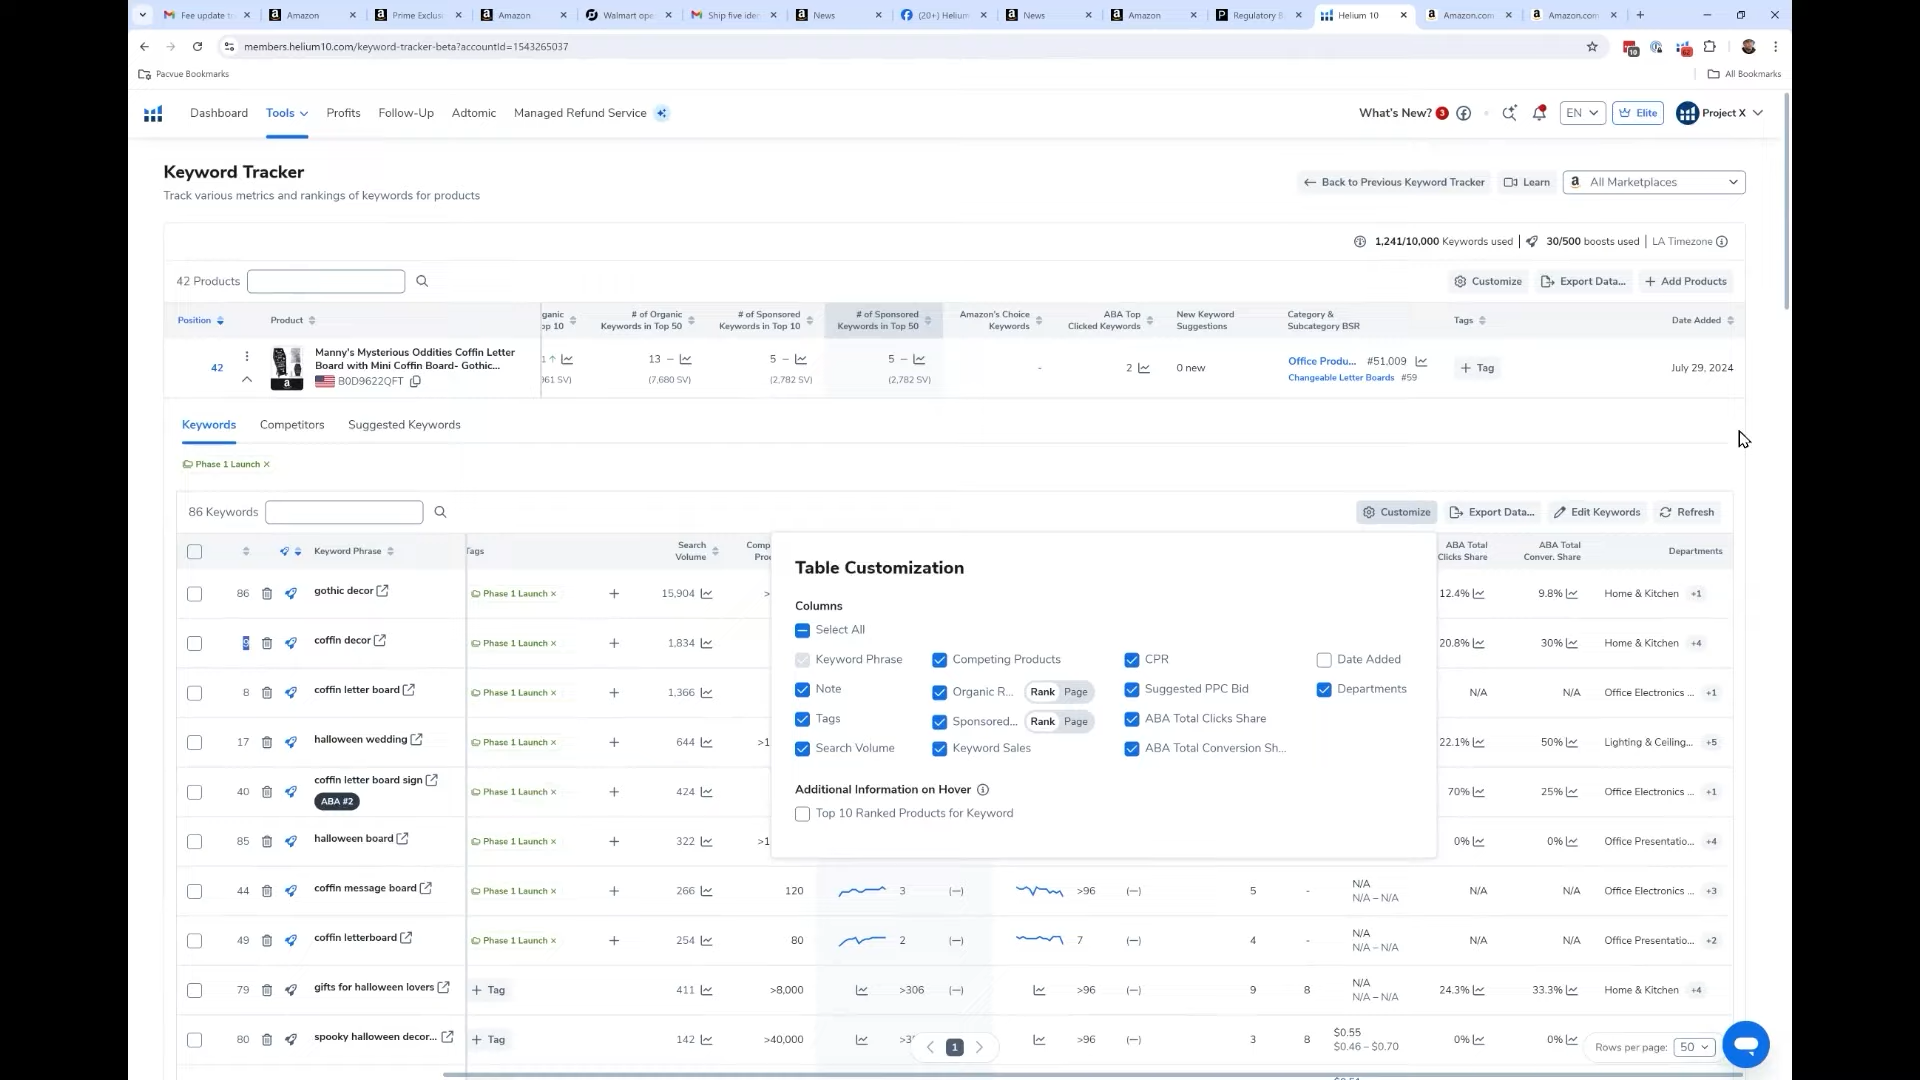 Fee update tr
Amazon
Prime Exclus
Amazon
Walmart ope
Ship five ide
News
(20+) Helium
News
Amazon
Regulatory B
Helium 10
Amazon.com
Amazon.com
members.helium10.com/keyword-tracker-beta?accountId=1543265037
Pacvue Bookmarks
All Bookmarks
Dashboard Tools Profits Follow-Up Adtomic Managed Refund Service
What's New? 3 EN Elite Project X
Keyword Tracker
Track various metrics and rankings of keywords for products
Back to Previous Keyword Tracker Learn All Marketplaces
1,241/10,000 Keywords used 30/500 boosts used LA Timezone
42 Products Customize Export Data... + Add Products
Position Product
ganic
op 10
# of Organic
Keywords in Top 50
# of Sponsored
Keywords in Top 10
# of Sponsored
Keywords in Top 50
Amazon's Choice
Keywords
ABA Top
Clicked Keywords
New Keyword
Suggestions
Category &
Subcategory BSR
Tags
Date Added
42
Manny's Mysterious Oddities Coffin Letter
Board with Mini Coffin Board- Gothic...
B0D9622QFT
1 ↑
961 SV)
13 –
(7,680 SV)
5 –
(2,782 SV)
5 –
(2,782 SV)
-
2
0 new
Office Produ... #51,009
Changeable Letter Boards #59
+ Tag
July 29, 2024
Keywords Competitors Suggested Keywords
Phase 1 Launch ×
86 Keywords Customize Export Data... Edit Keywords Refresh
Keyword Phrase
Tags
Search
Volume
Comp
Proc
ABA Total
Clicks Share
ABA Total
Conver. Share
Departments
86 gothic decor Phase 1 Launch × + 15,904 > 12.4% 9.8% Home & Kitchen +1
9 coffin decor Phase 1 Launch × + 1,834 20.8% 30% Home & Kitchen +4
8 coffin letter board Phase 1 Launch × + 1,366 N/A N/A Office Electronics ... +1
17 halloween wedding Phase 1 Launch × + 644 >1 22.1% 50% Lighting & Ceiling... +5
40 coffin letter board sign Phase 1 Launch × + 424 70% 25% Office Electronics ... +1
ABA #2
85 halloween board Phase 1 Launch × + 322 >1 0% 0% Office Presentatio... +4
44 coffin message board Phase 1 Launch × + 266 120 3 (–) >96 (–) 5 - N/A N/A N/A Office Electronics ... +3
N/A – N/A
49 coffin letterboard Phase 1 Launch × + 254 80 2 (–) 7 (–) 4 - N/A N/A N/A Office Presentatio... +2
N/A – N/A
79 gifts for halloween lovers + Tag 411 >8,000 >306 (–) >96 (–) 9 8 N/A 24.3% 33.3% Home & Kitchen +4
N/A – N/A
80 spooky halloween decor... + Tag 142 >40,000 >3 >96 (–) 3 8 $0.55 0% 0%
$0.46 – $0.70
Table Customization
Columns
Select All
Keyword Phrase Competing Products CPR Date Added
Note Organic R... Rank Page Suggested PPC Bid Departments
Tags Sponsored... Rank Page ABA Total Clicks Share
Search Volume Keyword Sales ABA Total Conversion Sh...
Additional Information on Hover
Top 10 Ranked Products for Keyword
1
Rows per page: 50